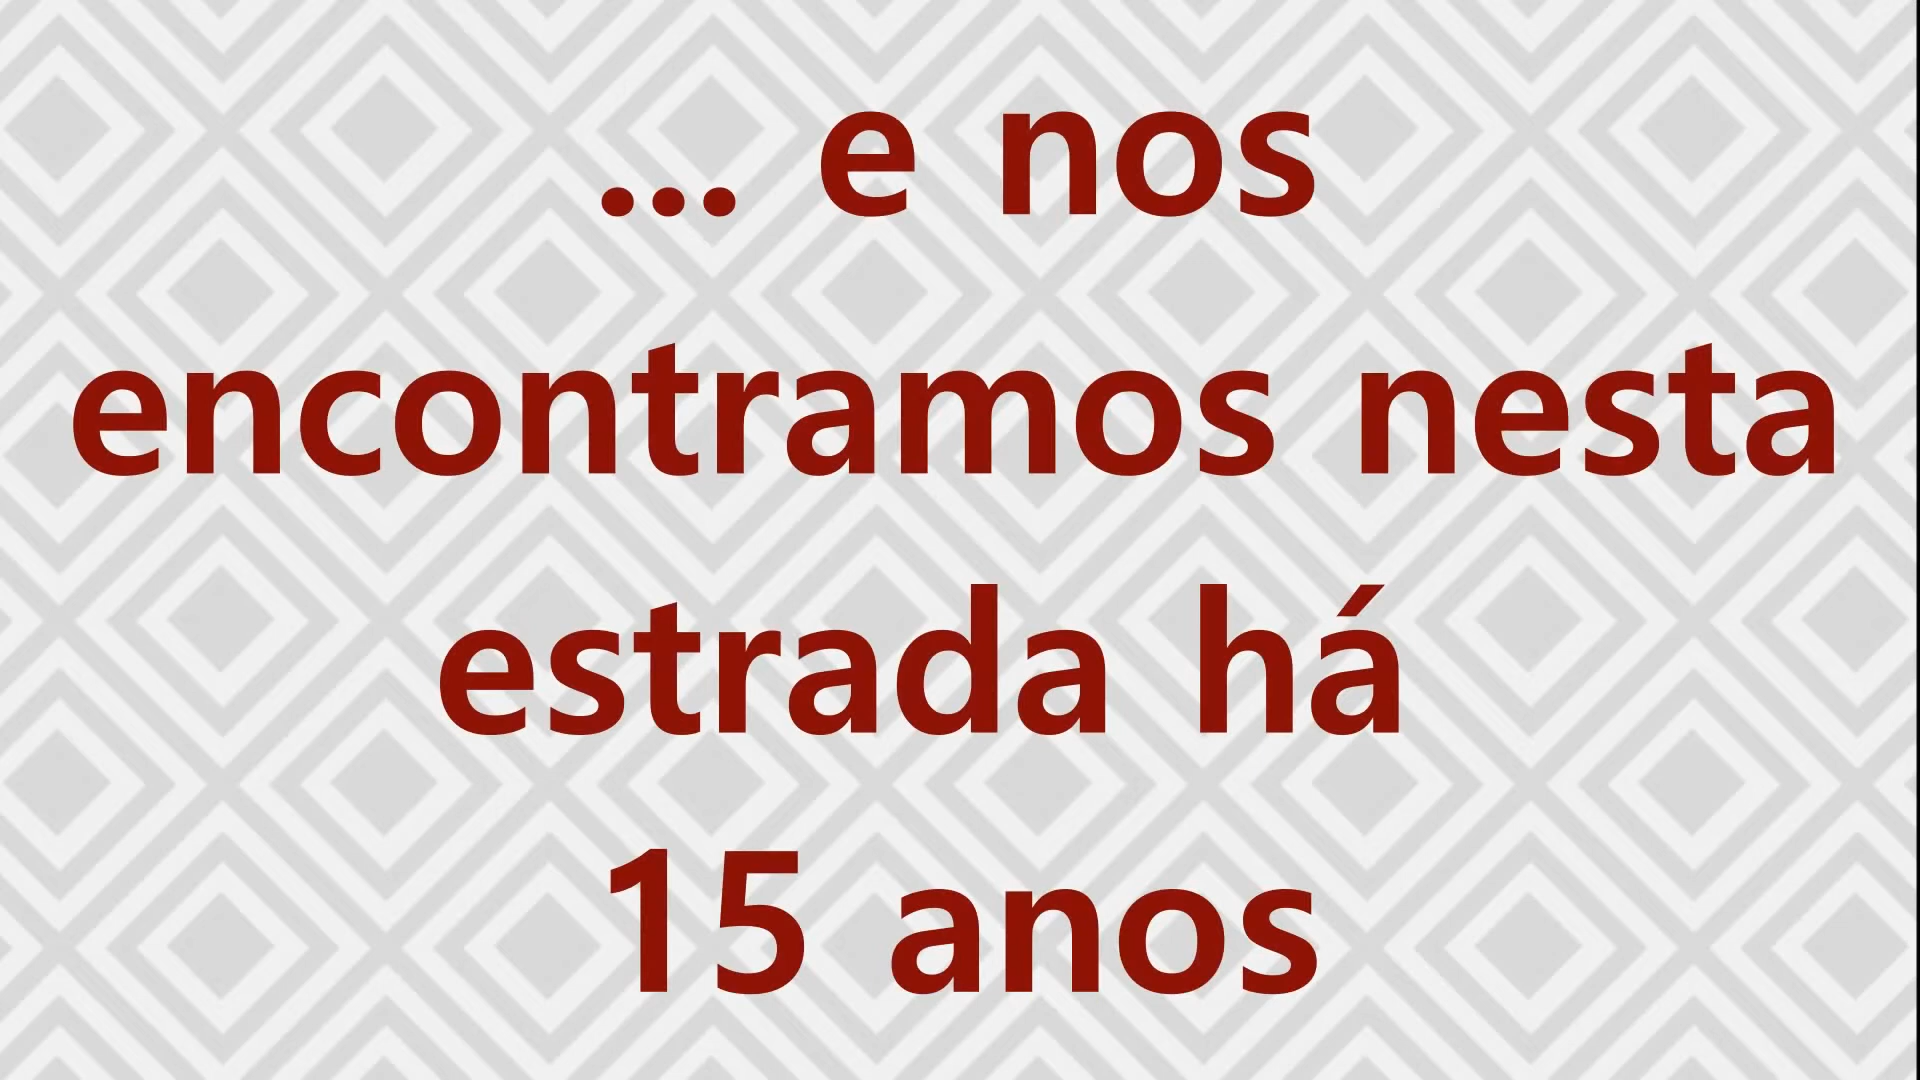 ... e nos
encontramos nesta
estrada há
15 anos